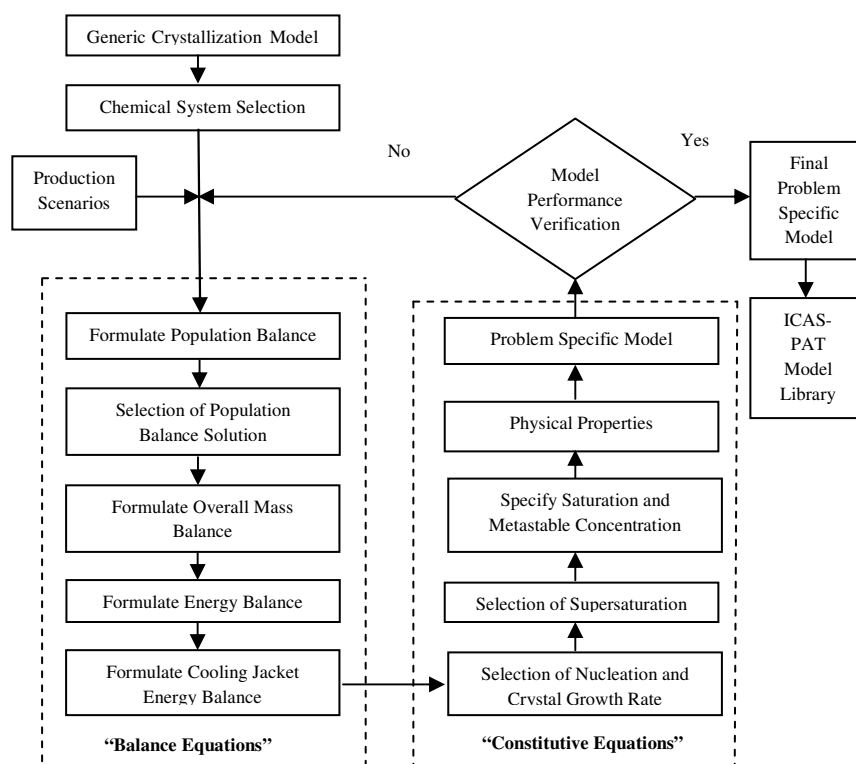 Generic Crystallization Model
Chemical System Selection
Production
Scenarios
No
Yes
Model
Performance
Verification
Final
Problem
Specific
Model
ICAS-
PAT
Model
Library
Formulate Population Balance
Selection of Population
Balance Solution
Formulate Overall Mass
Balance
Formulate Energy Balance
Formulate Cooling Jacket
Energy Balance
“Balance Equations”
Problem Specific Model
Physical Properties
Specify Saturation and
Metastable Concentration
Selection of Supersaturation
Selection of Nucleation and
Crystal Growth Rate
“Constitutive Equations”